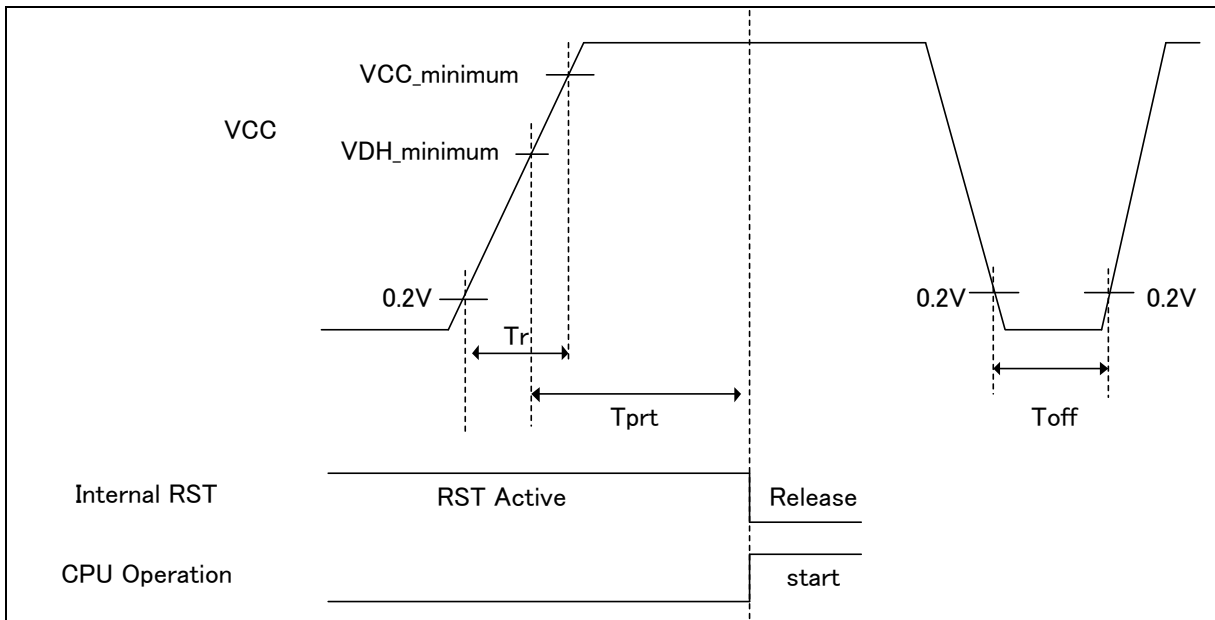 VCC_minimum
VCC
VDH_minimum
0.2V
0.2V
0.2V
Tr
Tprt
Toff
Internal RST
RST Active
Release
CPU Operation
start